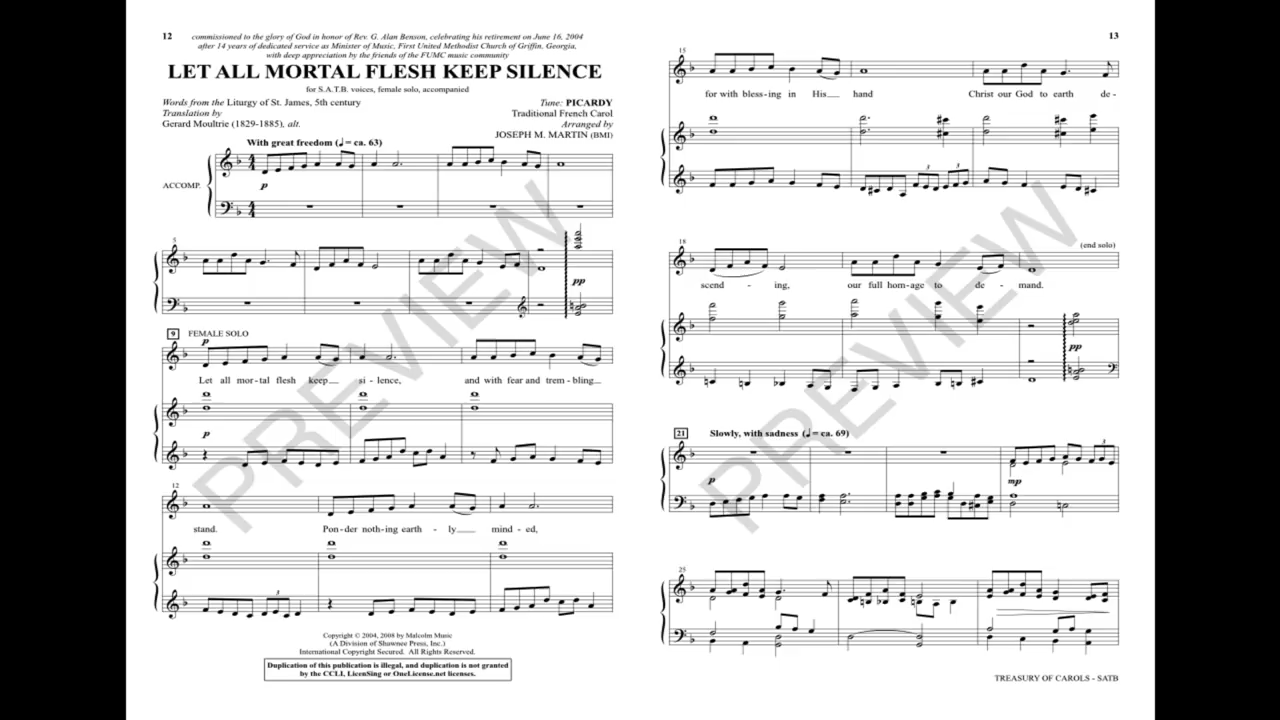 12
commissioned to the glory of God in honor of Rev. G. Alan Benson, celebrating his retirement on June 16, 2004
after 14 years of dedicated service as Minister of Music, First United Methodist Church of Griffin, Georgia,
with deep appreciation by the friends of the FUMC music community
LET ALL MORTAL FLESH KEEP SILENCE
for S.A.T.B. voices, female solo, accompanied
Words from the Liturgy of St. James, 5th century
Translation by
Gerard Moultrie (1829-1885), alt.
Tune: PICARDY
Traditional French Carol
Arranged by
JOSEPH M. MARTIN (BMI)
With great freedom (♩ = ca. 63)
ACCOMP.
p
5
pp
9 FEMALE SOLO
p
Let all mor - tal flesh keep si - lence, and with fear and trem - bling
p
12
stand. Pon - der noth - ing earth - ly mind - ed,
3
Copyright © 2004, 2008 by Malcolm Music
(A Division of Shawnee Press, Inc.)
International Copyright Secured. All Rights Reserved.
Duplication of this publication is illegal, and duplication is not granted
by the CCLI, LicenSing or OneLicense.net licenses.
PREVIEW
13
15
for with bless - ing in His hand Christ our God to earth de -
3 3
18
(end solo)
scend - ing, our full hom - age to de - mand.
pp
21 Slowly, with sadness (♩ = ca. 69)
3
p
mp
25
TREASURY OF CAROLS - SATB
PREVIEW